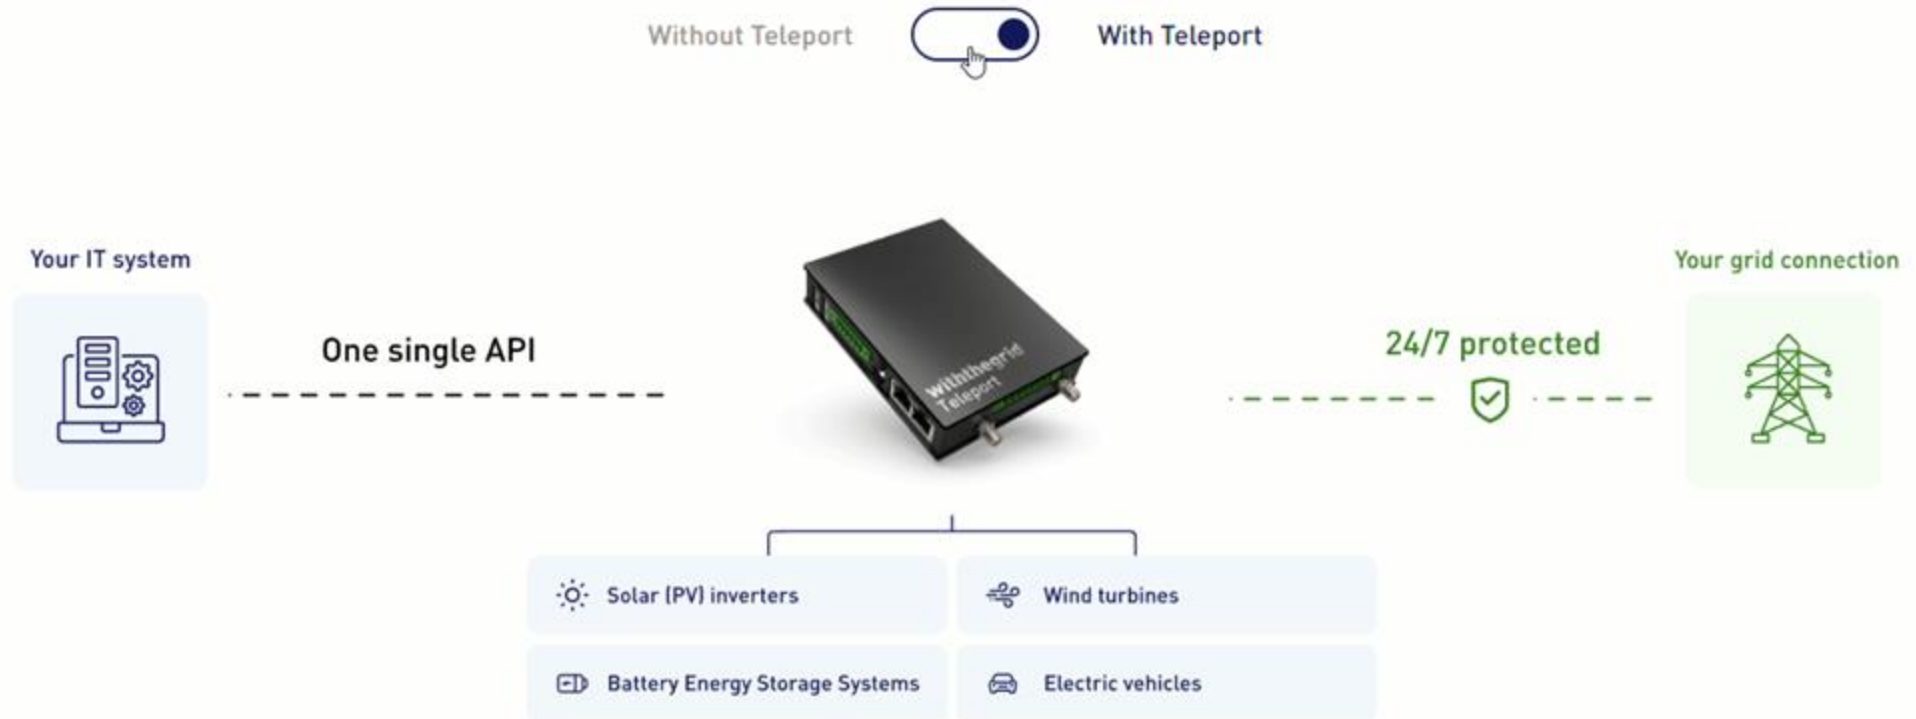 Without Teleport
With Teleport
Your IT system
Your grid connection
One single API
24/7 protected
withthegrid
Teleport
Solar (PV) inverters
Wind turbines
Battery Energy Storage Systems
Electric vehicles